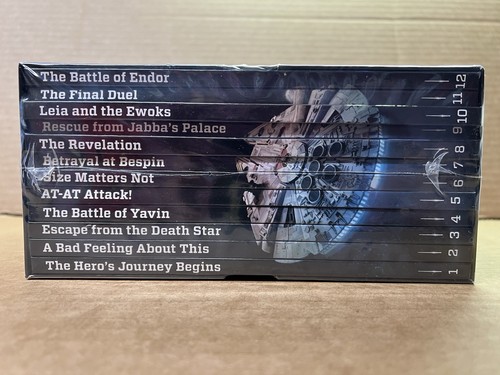 The Battle of Endor 12
The Final Duel 11
Leia and the Ewoks 10
Rescue from Jabba's Palace 9
The Revelation 8
Betrayal at Bespin 7
Size Matters Not 6
AT-AT Attack! 5
The Battle of Yavin 4
Escape from the Death Star 3
A Bad Feeling About This 2
The Hero's Journey Begins 1